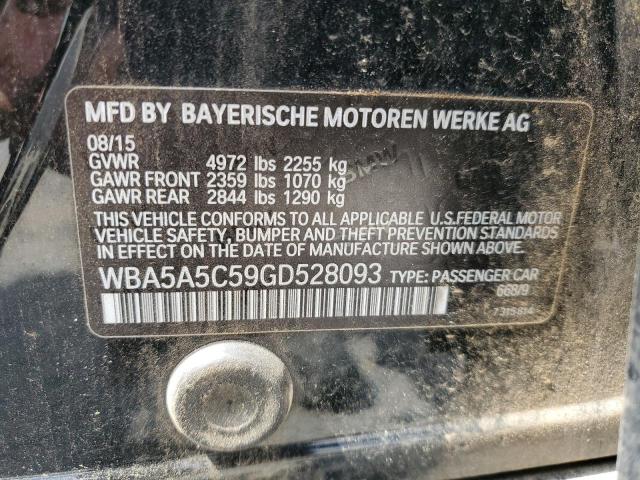 MFD BY BAYERISCHE MOTOREN WERKE AG
08/15
GVWR 4972 lbs 2255 kg
GAWR FRONT 2359 lbs 1070 kg
GAWR REAR 2844 lbs 1290 kg
THIS VEHICLE CONFORMS TO ALL APPLICABLE U.S.FEDERAL MOTOR
VEHICLE SAFETY, BUMPER AND THEFT PREVENTION STANDARDS
IN EFFECT ON THE DATE OF MANUFACTURE SHOWN ABOVE.
WBA5A5C59GD528093 TYPE: PASSENGER CAR
668/9
7315814